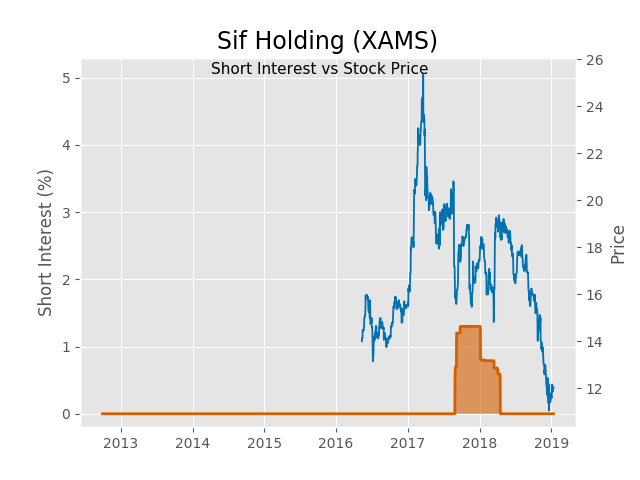 Sif Holding (XAMS)
Short Interest vs Stock Price
Short Interest (%)
5
4
3
2
1
0
26
24
22
20
18
16
14
12
Price
2013 2014 2015 2016 2017 2018 2019